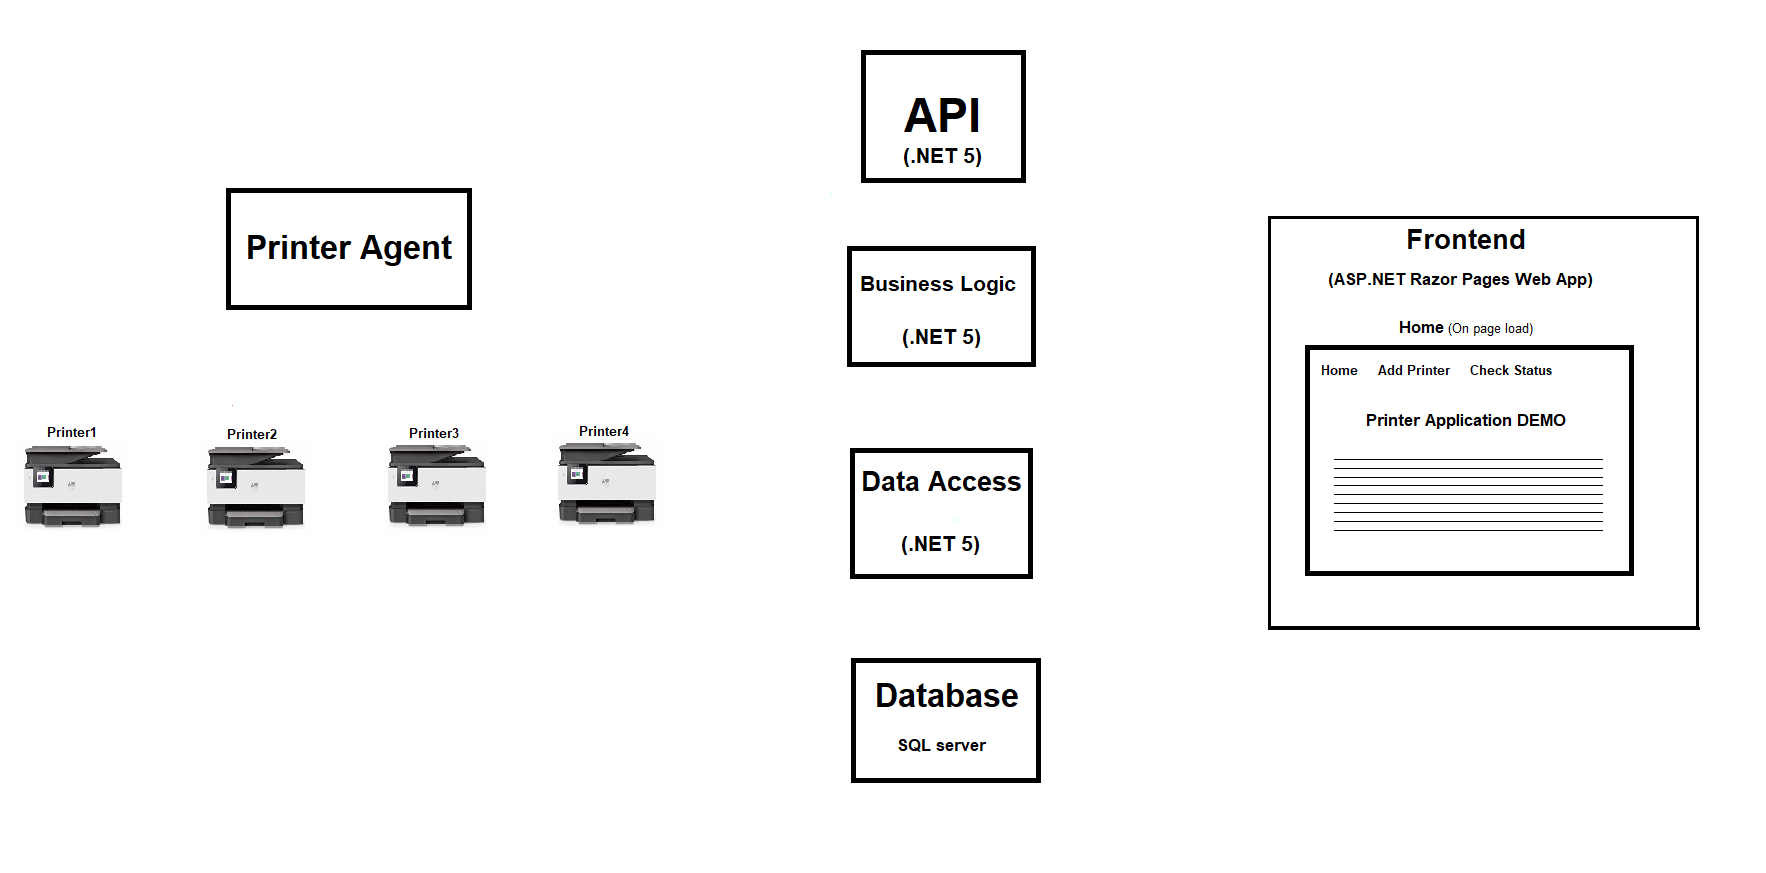 API
(.NET 5)
Printer Agent
Business Logic
(.NET 5)
Frontend
(ASP.NET Razor Pages Web App)
Home (On page load)
Home Add Printer Check Status
Printer Application DEMO
Printer1
Printer2
Printer3
Printer4
Data Access
(.NET 5)
Database
SQL server